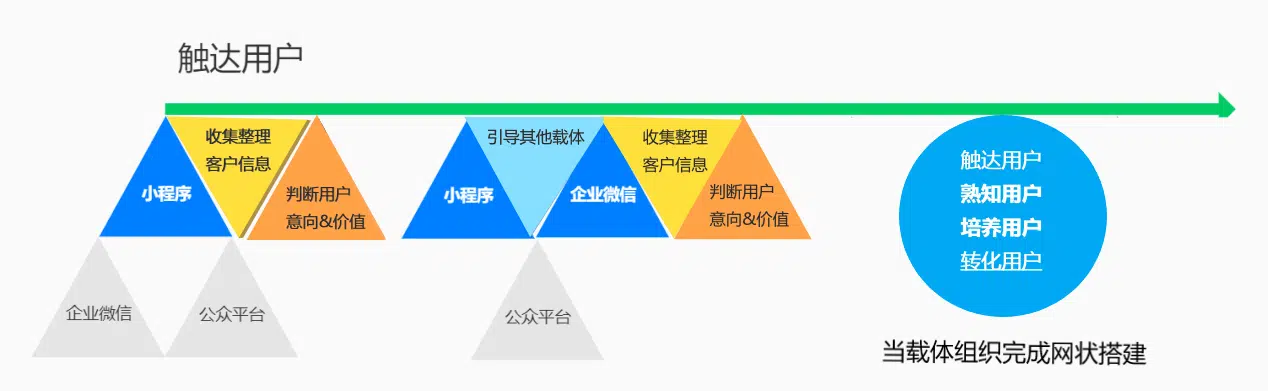 触达用户
收集整理
客户信息
小程序
判断用户
意向&价值
企业微信
公众平台
引导其他载体
小程序
企业微信
收集整理
客户信息
判断用户
意向&价值
公众平台
触达用户
熟知用户
培养用户
转化用户
当载体组织完成网状搭建